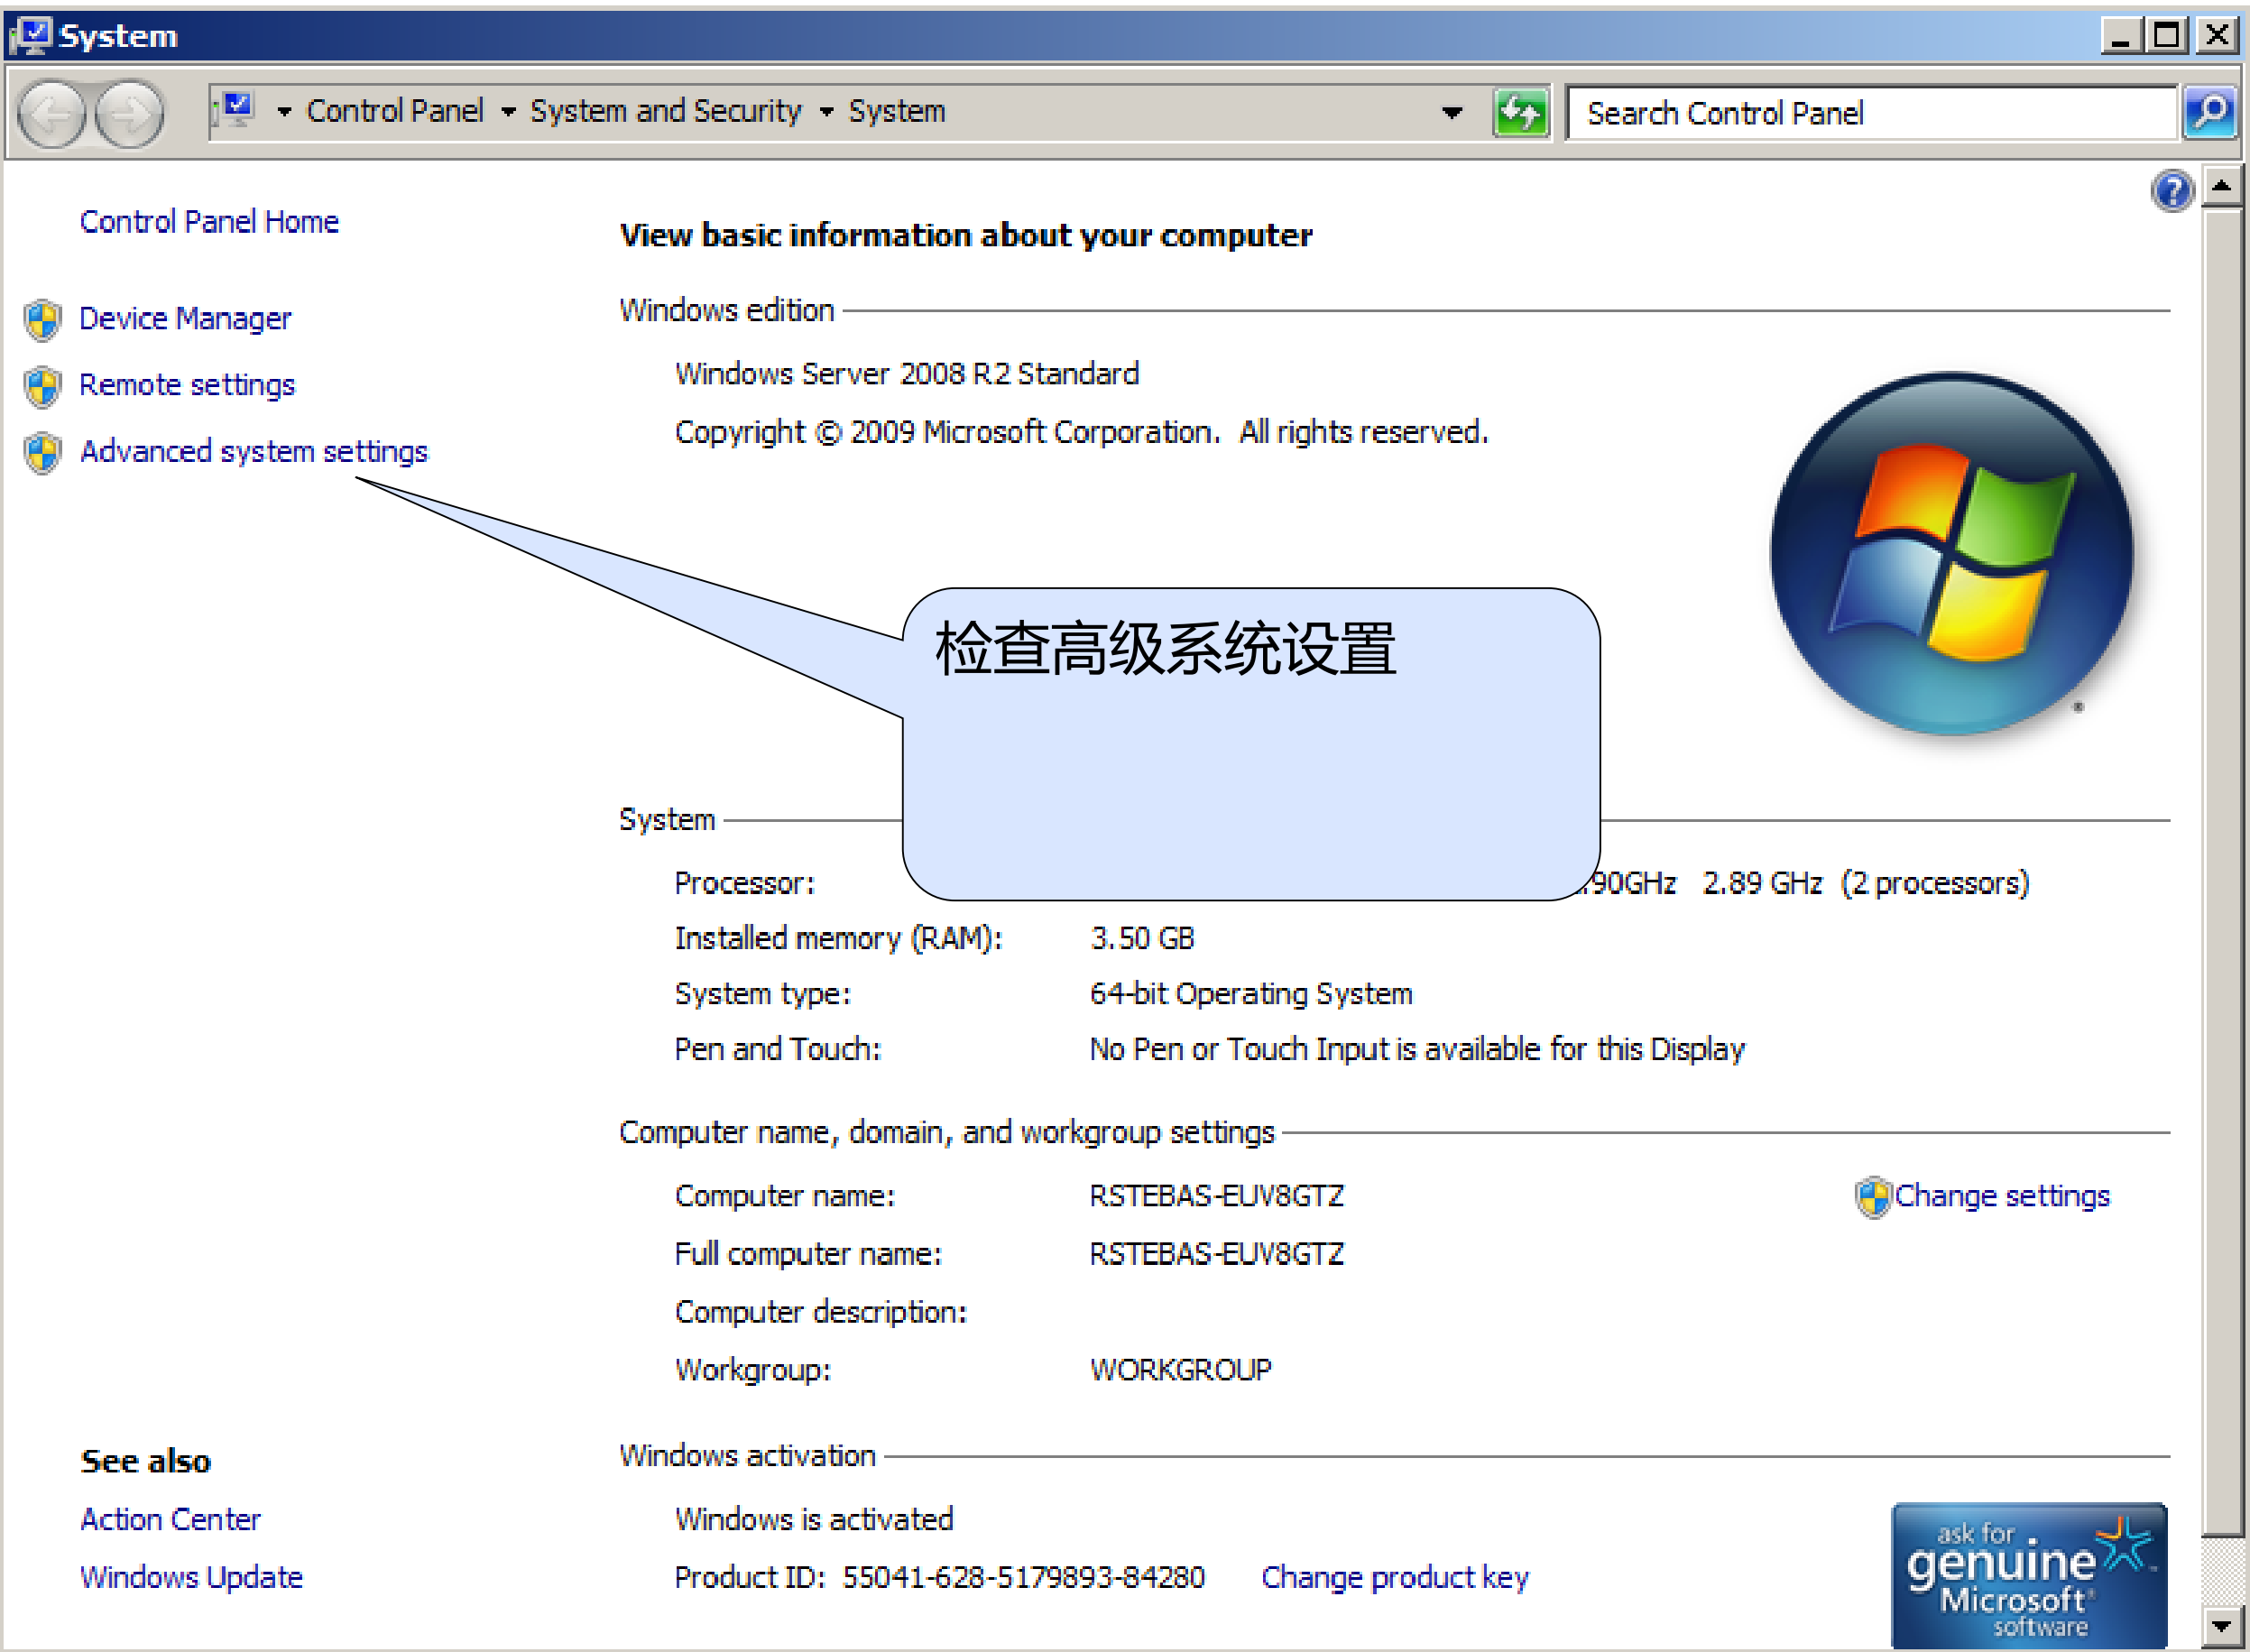 System
Control Panel System and Security System
Search Control Panel
Control Panel Home
Device Manager
Remote settings
Advanced system settings
View basic information about your computer
Windows edition
Windows Server 2008 R2 Standard
Copyright © 2009 Microsoft Corporation. All rights reserved.
检查高级系统设置
System
Processor: .90GHz 2.89 GHz (2 processors)
Installed memory (RAM): 3.50 GB
System type: 64-bit Operating System
Pen and Touch: No Pen or Touch Input is available for this Display
Computer name, domain, and workgroup settings
Computer name: RSTEBAS-EUV8GTZ
Change settings
Full computer name: RSTEBAS-EUV8GTZ
Computer description:
Workgroup: WORKGROUP
See also
Action Center
Windows Update
Windows activation
Windows is activated
Product ID: 55041-628-5179893-84280 Change product key
ask for
genuine
Microsoft®
software